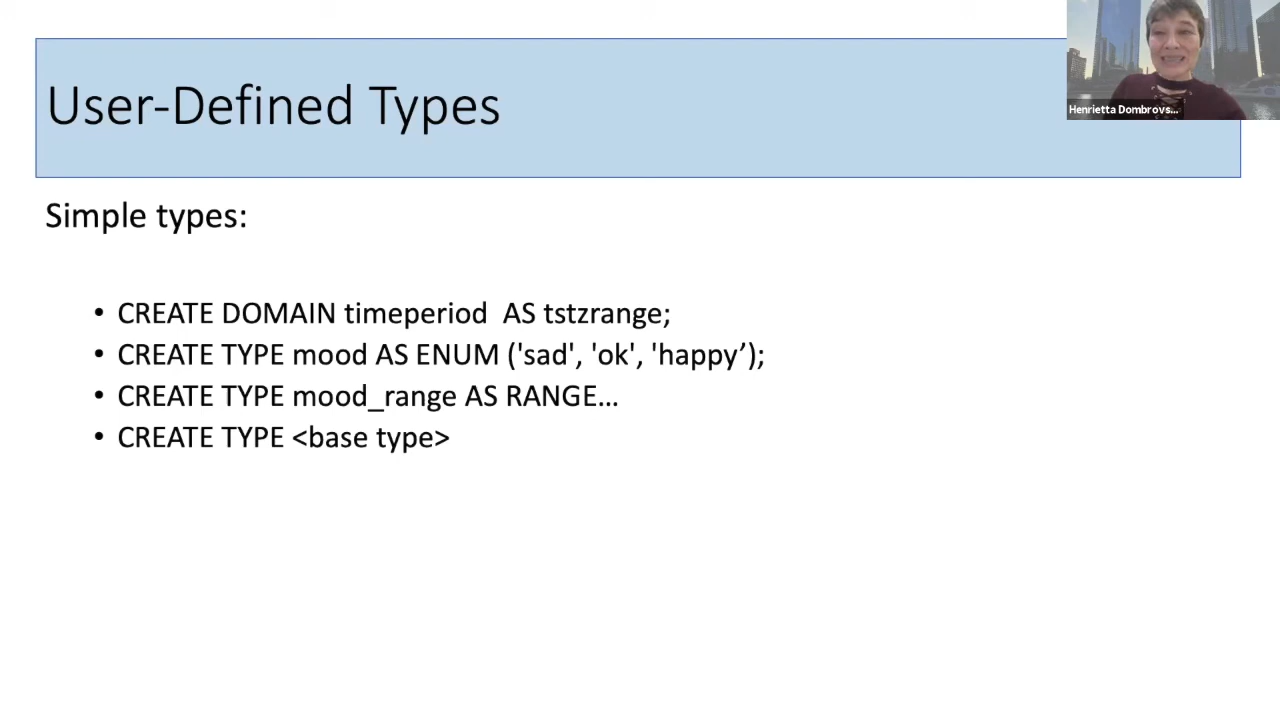 User-Defined Types
Henrietta Dombrovs...
Simple types:
• CREATE DOMAIN timeperiod  AS tstzrange;
• CREATE TYPE mood AS ENUM ('sad', 'ok', 'happy’);
• CREATE TYPE mood_range AS RANGE…
• CREATE TYPE <base type>